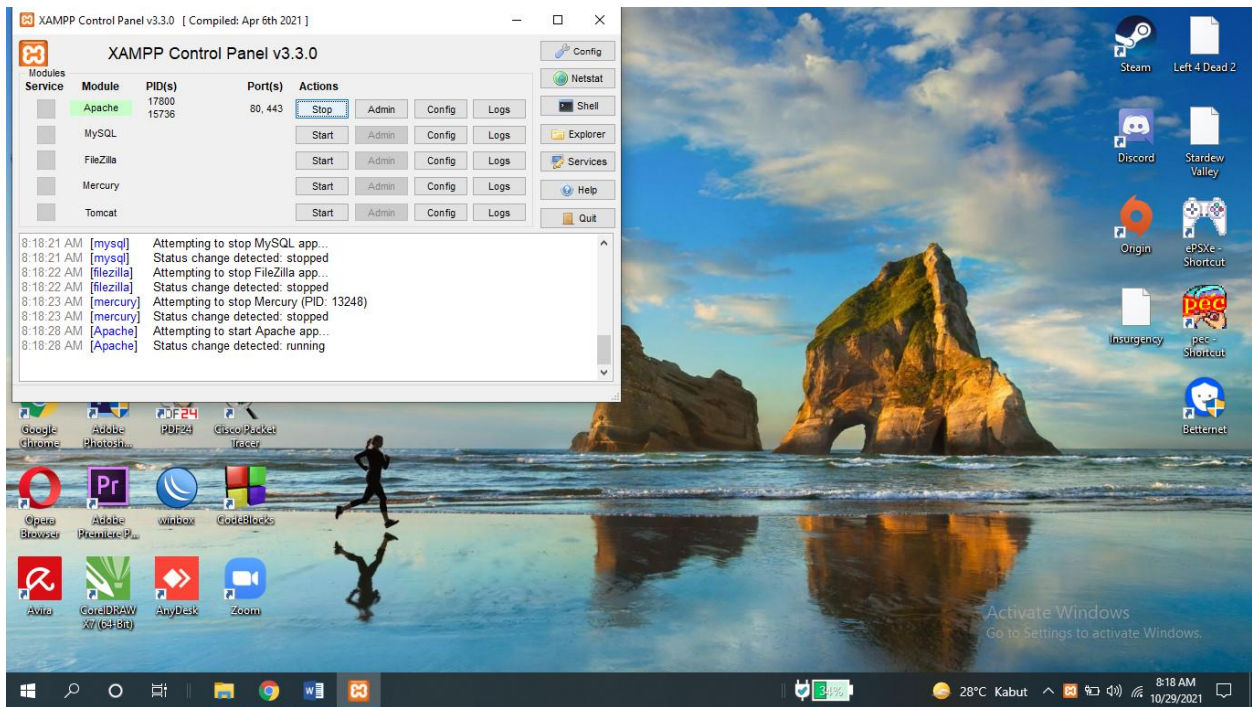 XAMPP Control Panel v3.3.0 [ Compiled: Apr 6th 2021 ]
XAMPP Control Panel v3.3.0
Modules
Service Module PID(s) Port(s) Actions
Apache 17800 15736 80, 443 Stop Admin Config Logs
MySQL Start Admin Config Logs
FileZilla Start Admin Config Logs
Mercury Start Admin Config Logs
Tomcat Start Admin Config Logs
Config
Netstat
Shell
Explorer
Services
Help
Quit
8:18:21 AM [mysql] Attempting to stop MySQL app...
8:18:21 AM [mysql] Status change detected: stopped
8:18:22 AM [filezilla] Attempting to stop FileZilla app...
8:18:22 AM [filezilla] Status change detected: stopped
8:18:23 AM [mercury] Attempting to stop Mercury (PID: 13248)
8:18:23 AM [mercury] Status change detected: stopped
8:18:28 AM [Apache] Attempting to start Apache app...
8:18:28 AM [Apache] Status change detected: running
Steam
Left 4 Dead 2
Discord
Stardew
Valley
Origin
ePSXe -
Shortcut
Insurgency
pec
pec -
Shortcut
Betternet
Google
Chrome
Adobe
Photosh...
PDF24
PDF24
Cisco Packet
Tracer
Opera
Browser
Pr
Adobe
Premiere P...
winbox
CodeBlocks
Avira
CorelDRAW
X7 (64-Bit)
AnyDesk
Zoom
Activate Windows
Go to Settings to activate Windows.
34%
28°C Kabut
8:18 AM
10/29/2021